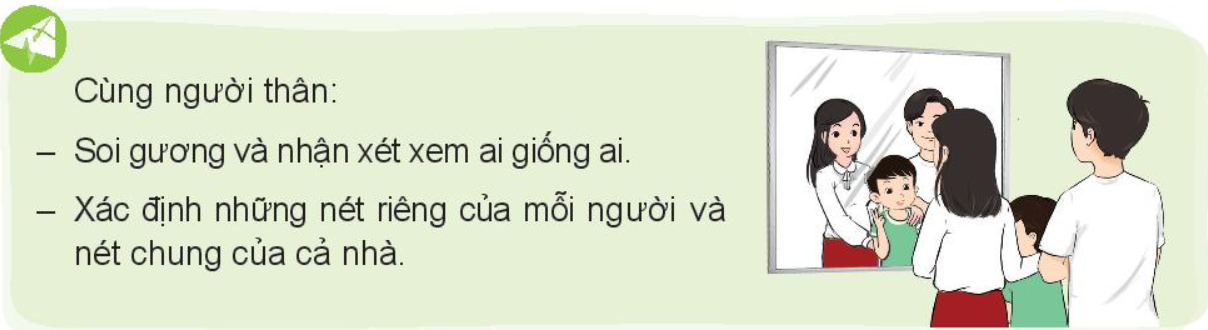 Cùng người thân:
– Soi gương và nhận xét xem ai giống ai.
– Xác định những nét riêng của mỗi người và
nét chung của cả nhà.